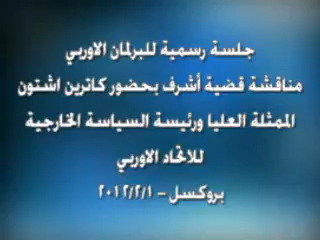 جلسة رسمية للبرلمان الاوربي
مناقشة قضية أشرف بحضور كاترين اشتون
الممثلة العليا ورئيسة السياسة الخارجية
للاتحاد الاوربي
بروكسل - ٢٠١٢/٢/١